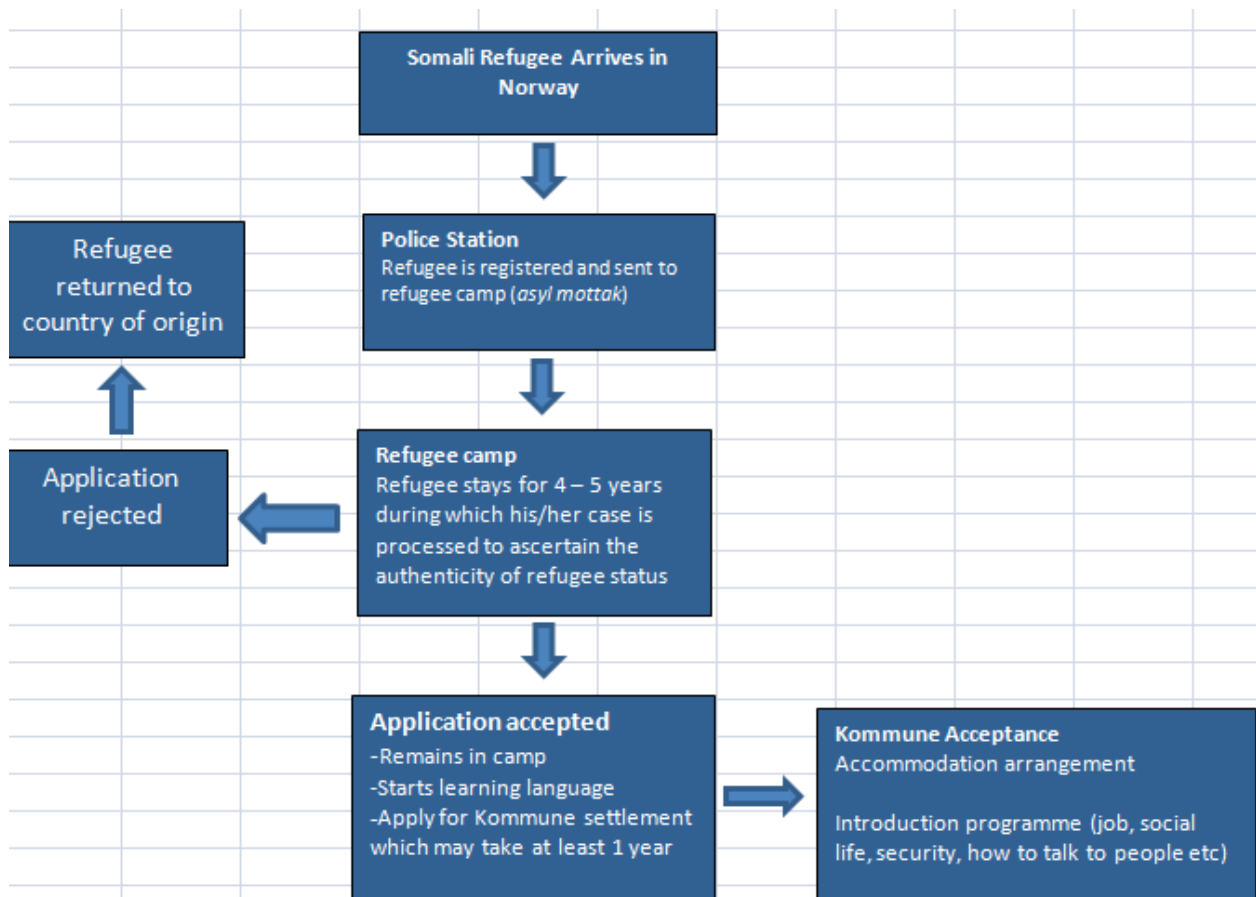 Somali Refugee Arrives in
Norway
Police Station
Refugee is registered and sent to
refugee camp (asyl mottak)
Refugee
returned to
country of origin
Refugee camp
Refugee stays for 4 – 5 years
during which his/her case is
processed to ascertain the
authenticity of refugee status
Application
rejected
Application accepted
-Remains in camp
-Starts learning language
-Apply for Kommune settlement
which may take at least 1 year
Kommune Acceptance
Accommodation arrangement
Introduction programme (job, social
life, security, how to talk to people etc)